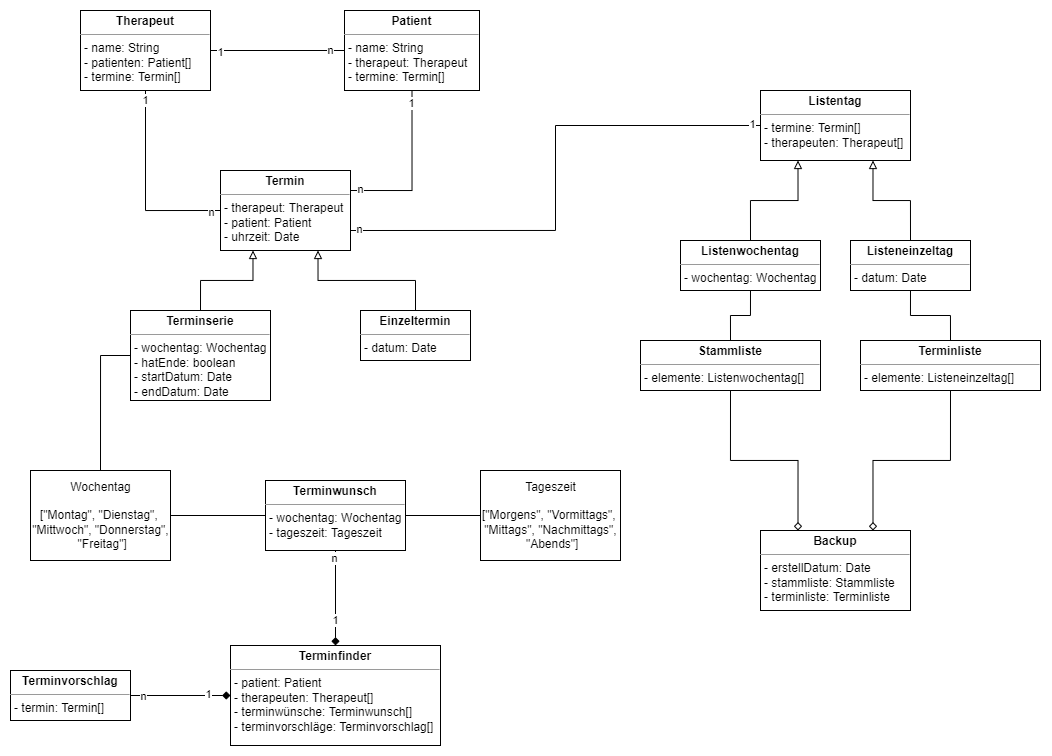 Therapeut
- name: String
- patienten: Patient[]
- termine: Termin[]
1
n
Patient
- name: String
- therapeut: Therapeut
- termine: Termin[]
1
1
Listentag
- termine: Termin[]
- therapeuten: Therapeut[]
1
Termin
- therapeut: Therapeut
- patient: Patient
- uhrzeit: Date
n
n
n
Listenwochentag
- wochentag: Wochentag
Listeneinzeltag
- datum: Date
Terminserie
- wochentag: Wochentag
- hatEnde: boolean
- startDatum: Date
- endDatum: Date
Einzeltermin
- datum: Date
Stammliste
- elemente: Listenwochentag[]
Terminliste
- elemente: Listeneinzeltag[]
Wochentag
["Montag", "Dienstag",
"Mittwoch", "Donnerstag",
"Freitag"]
Terminwunsch
- wochentag: Wochentag
- tageszeit: Tageszeit
Tageszeit
["Morgens", "Vormittags",
"Mittags", "Nachmittags",
"Abends"]
Backup
- erstellDatum: Date
- stammliste: Stammliste
- terminliste: Terminliste
n
1
Terminvorschlag
- termin: Termin[]
n
1
Terminfinder
- patient: Patient
- therapeuten: Therapeut[]
- terminwünsche: Terminwunsch[]
- terminvorschläge: Terminvorschlag[]